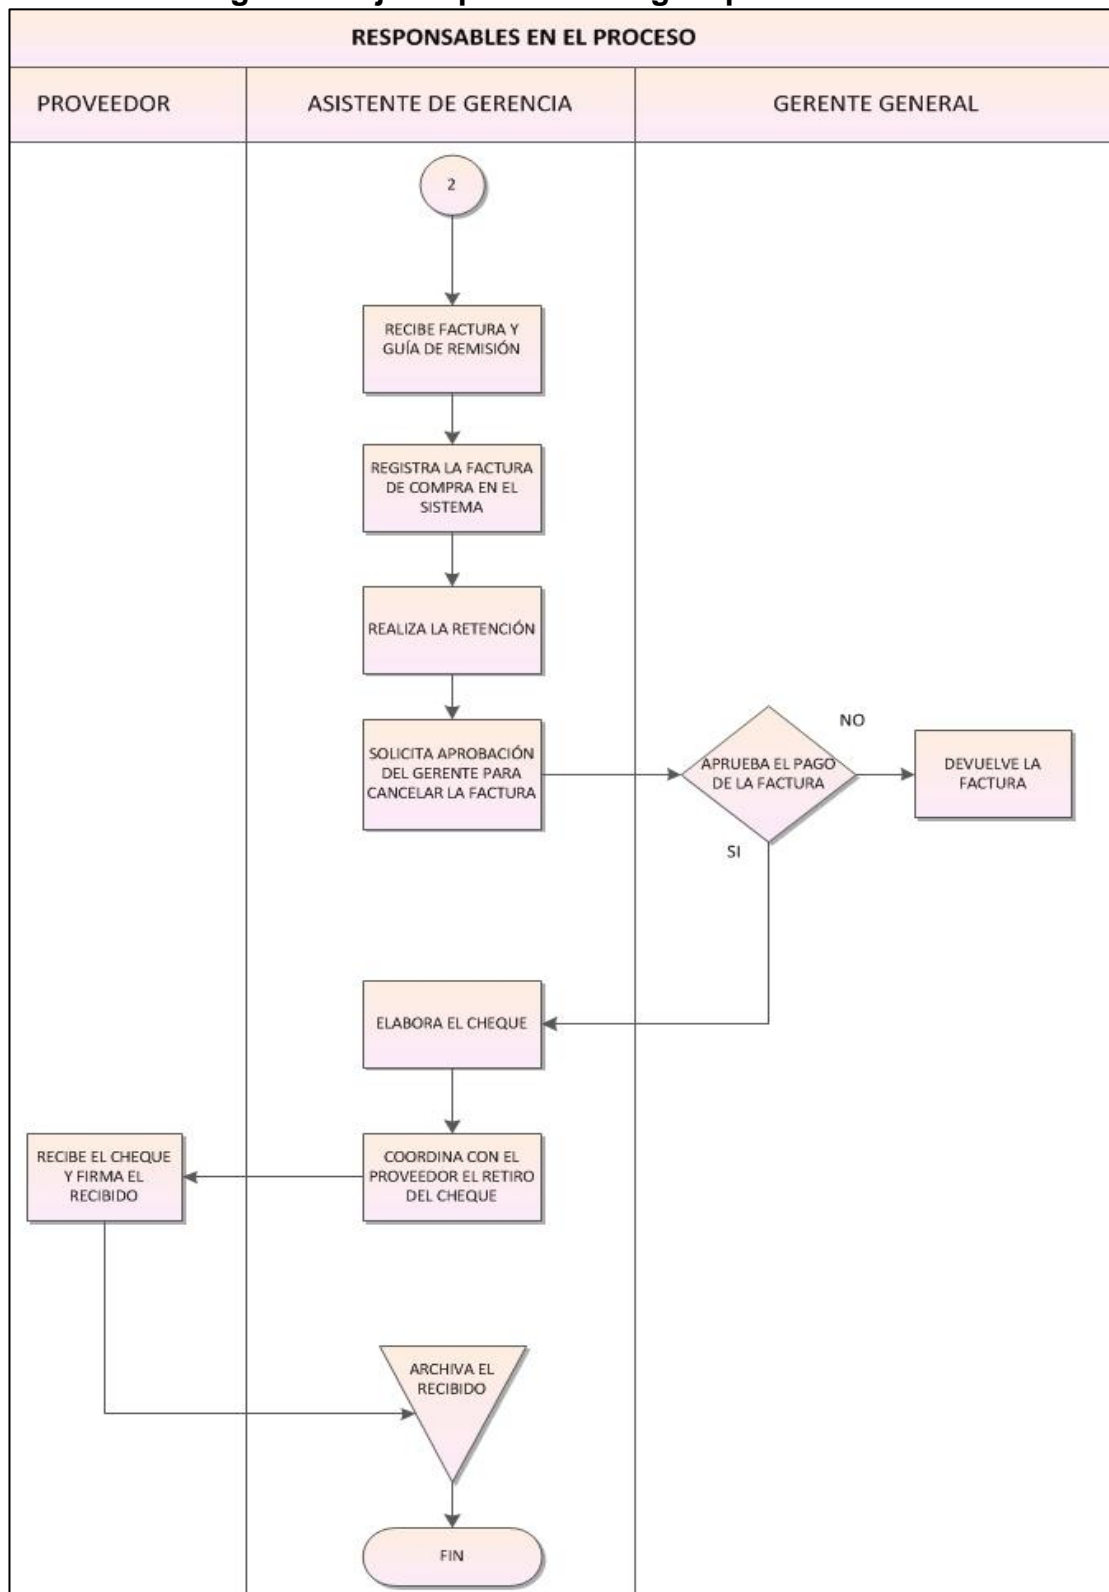 RESPONSABLES EN EL PROCESO
PROVEEDOR
ASISTENTE DE GERENCIA
GERENTE GENERAL
2
RECIBE FACTURA Y
GUÍA DE REMISIÓN
REGISTRA LA FACTURA
DE COMPRA EN EL
SISTEMA
REALIZA LA RETENCIÓN
SOLICITA APROBACIÓN
DEL GERENTE PARA
CANCELAR LA FACTURA
APRUEBA EL PAGO
DE LA FACTURA
NO
DEVUELVE LA
FACTURA
SI
ELABORA EL CHEQUE
COORDINA CON EL
PROVEEDOR EL RETIRO
DEL CHEQUE
RECIBE EL CHEQUE
Y FIRMA EL
RECIBIDO
ARCHIVA EL
RECIBIDO
FIN